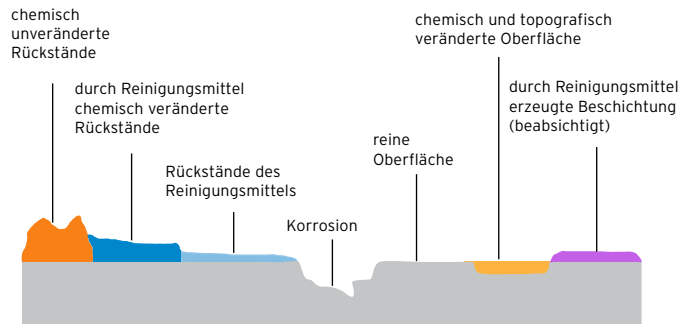 chemisch
unveränderte
Rückstände
durch Reinigungsmittel
chemisch veränderte
Rückstände
Rückstände des
Reinigungsmittels
Korrosion
reine
Oberfläche
chemisch und topografisch
veränderte Oberfläche
durch Reinigungsmittel
erzeugte Beschichtung
(beabsichtigt)